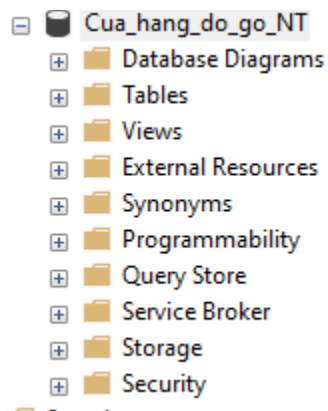 Cua_hang_do_go_NT
Database Diagrams
Tables
Views
External Resources
Synonyms
Programmability
Query Store
Service Broker
Storage
Security